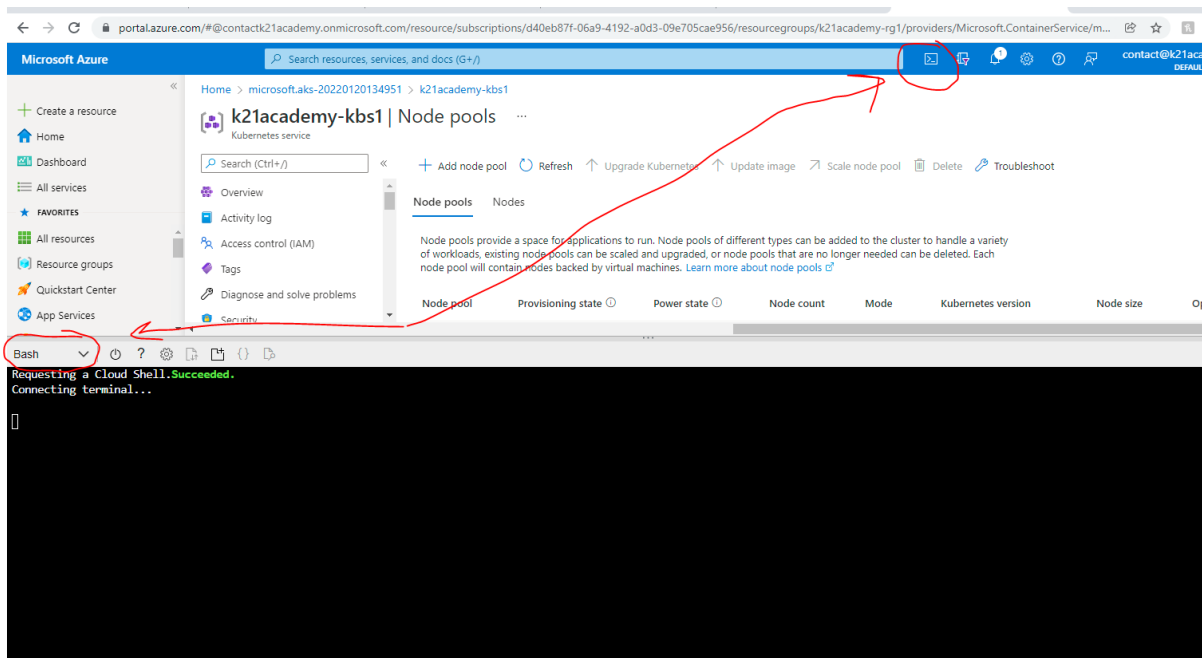 portal.azure.com/#@contactk21academy.onmicrosoft.com/resource/subscriptions/d40eb87f-06a9-4192-a0d3-09e705cae956/resourcegroups/k21academy-rg1/providers/Microsoft.ContainerService/m...
Microsoft Azure
Search resources, services, and docs (G+/)
1
contact@k21aca
DEFAUL
Home > microsoft.aks-20220120134951 > k21academy-kbs1
Create a resource
Home
Dashboard
All services
FAVORITES
All resources
Resource groups
Quickstart Center
App Services
k21academy-kbs1 | Node pools ...
Kubernetes service
Search (Ctrl+/)
Overview
Activity log
Access control (IAM)
Tags
Diagnose and solve problems
Security
Add node pool Refresh Upgrade Kubernetes Update image Scale node pool Delete Troubleshoot
Node pools Nodes
Node pools provide a space for applications to run. Node pools of different types can be added to the cluster to handle a variety
of workloads, existing node pools can be scaled and upgraded, or node pools that are no longer needed can be deleted. Each
node pool will contain nodes backed by virtual machines. Learn more about node pools
Node pool Provisioning state Power state Node count Mode Kubernetes version Node size Op
Bash
Requesting a Cloud Shell.Succeeded.
Connecting terminal...